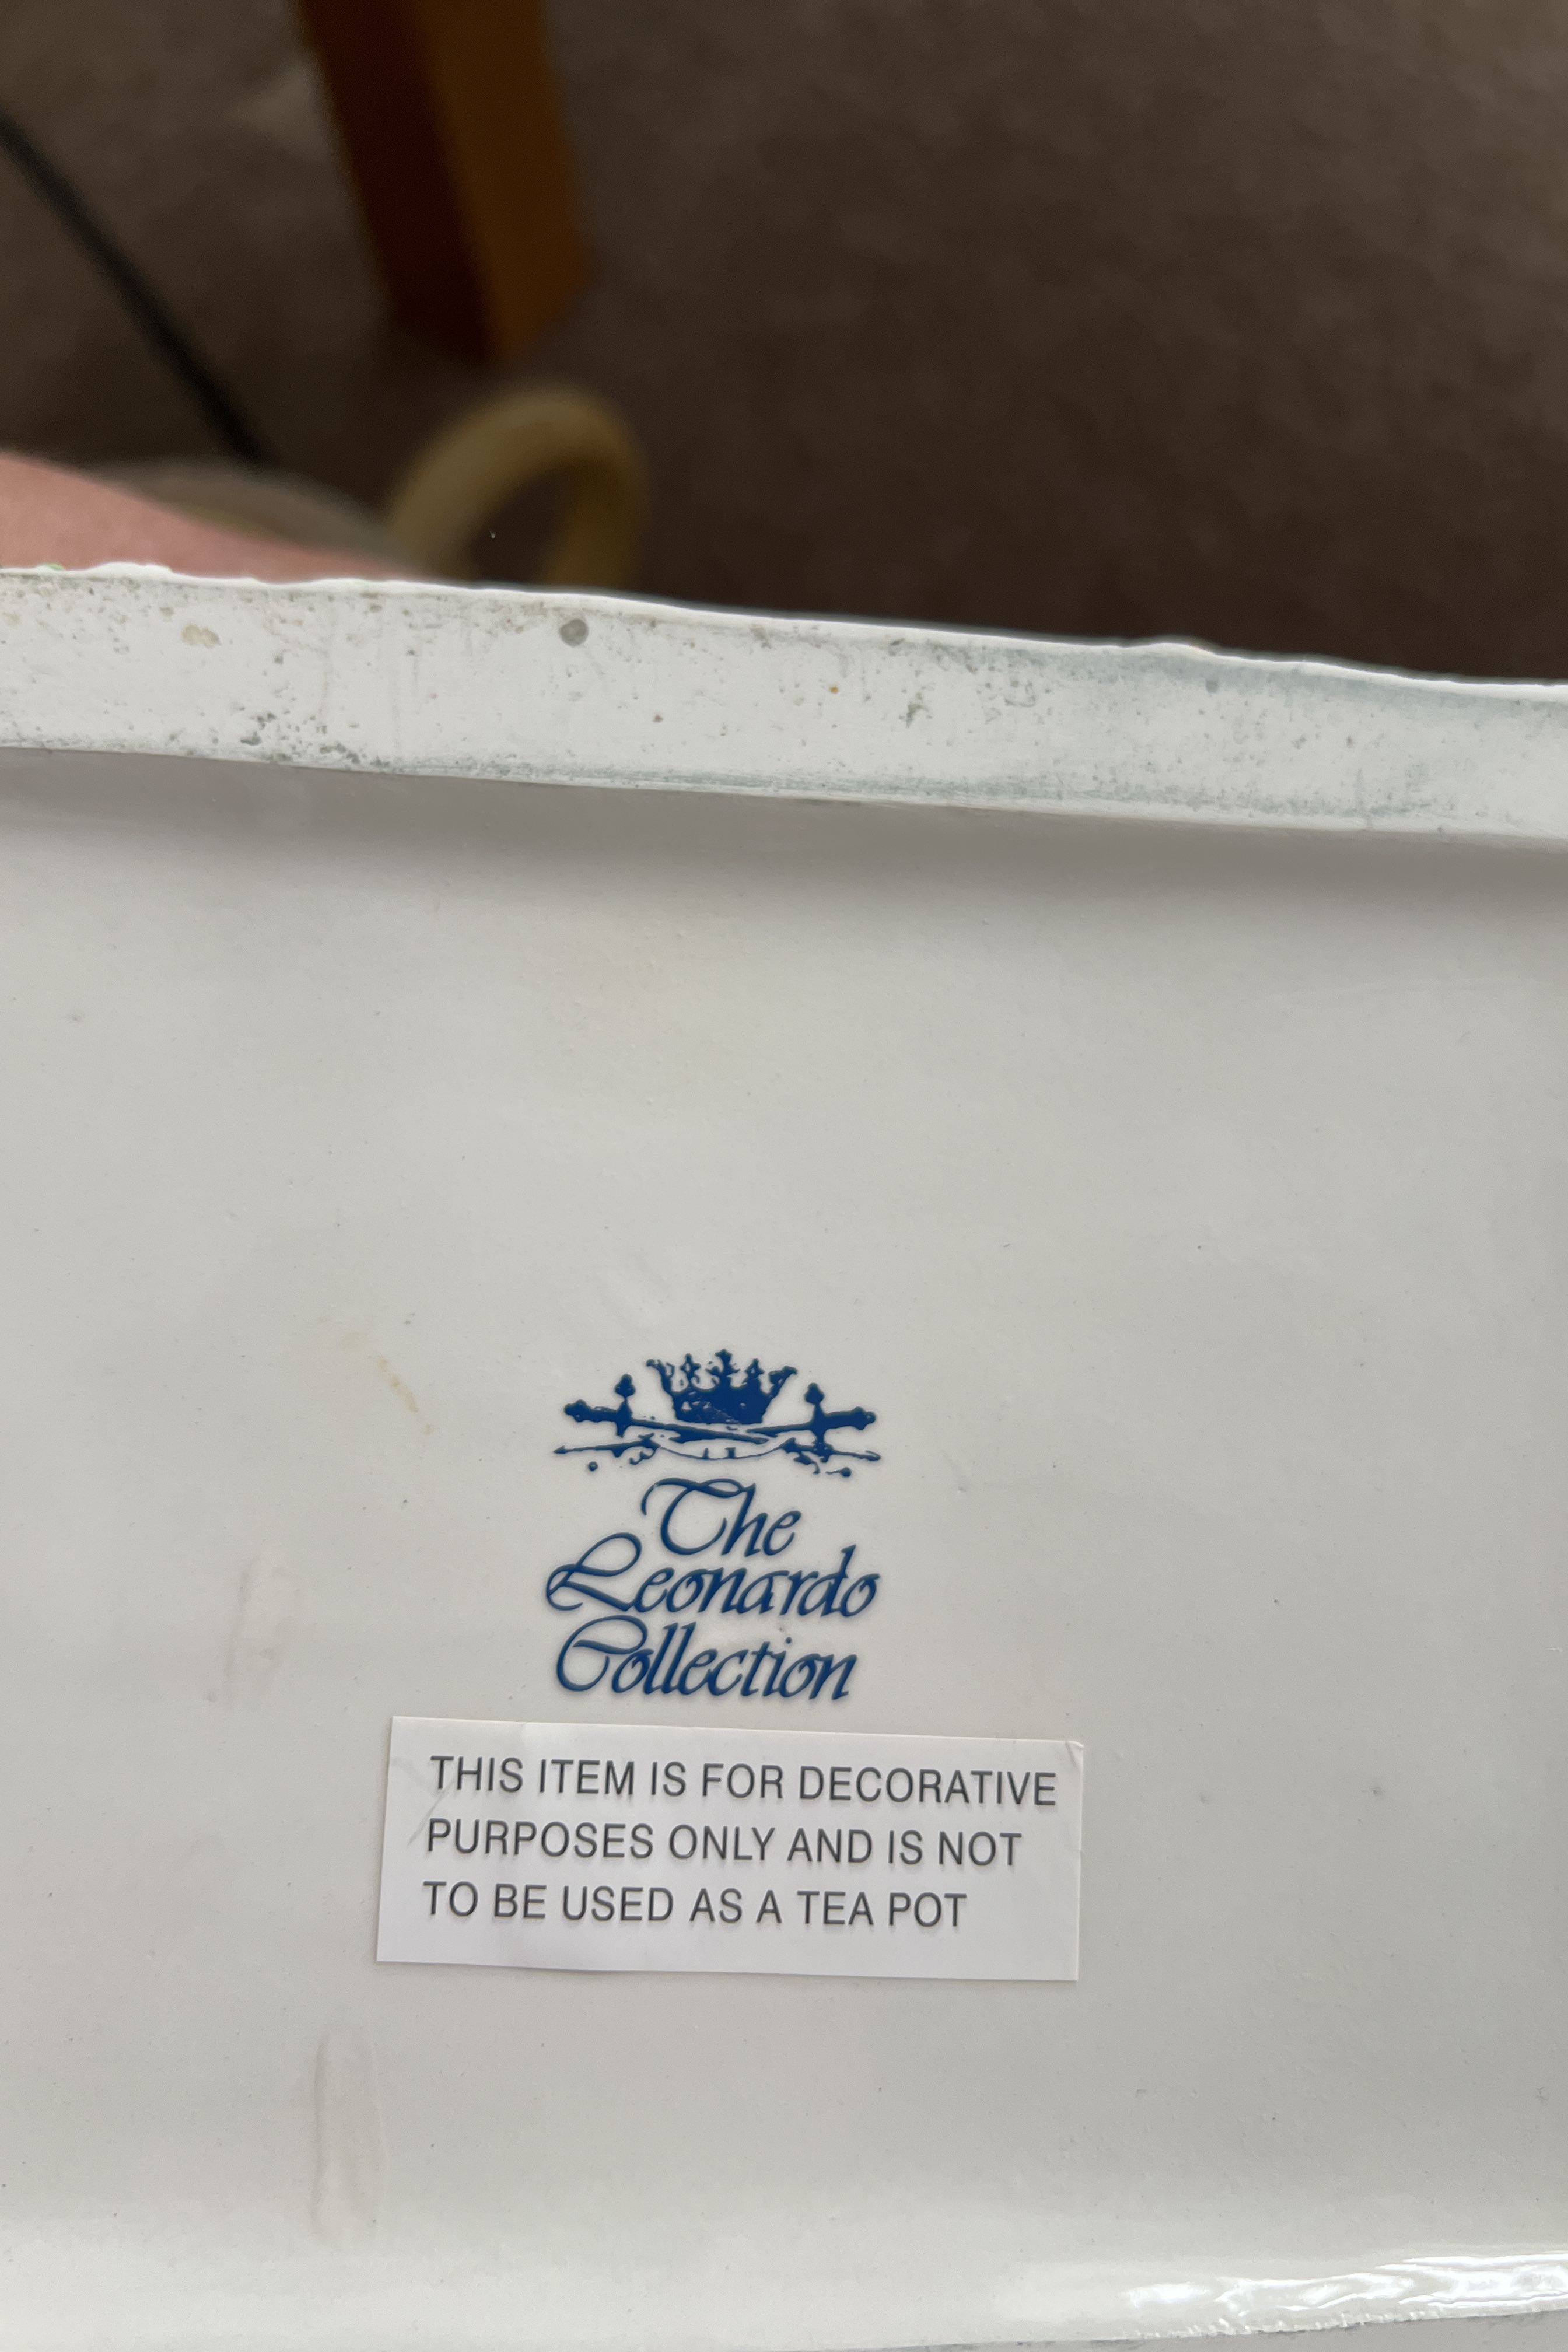 The
Leonardo
Collection
THIS ITEM IS FOR DECORATIVE
PURPOSES ONLY AND IS NOT
TO BE USED AS A TEA POT